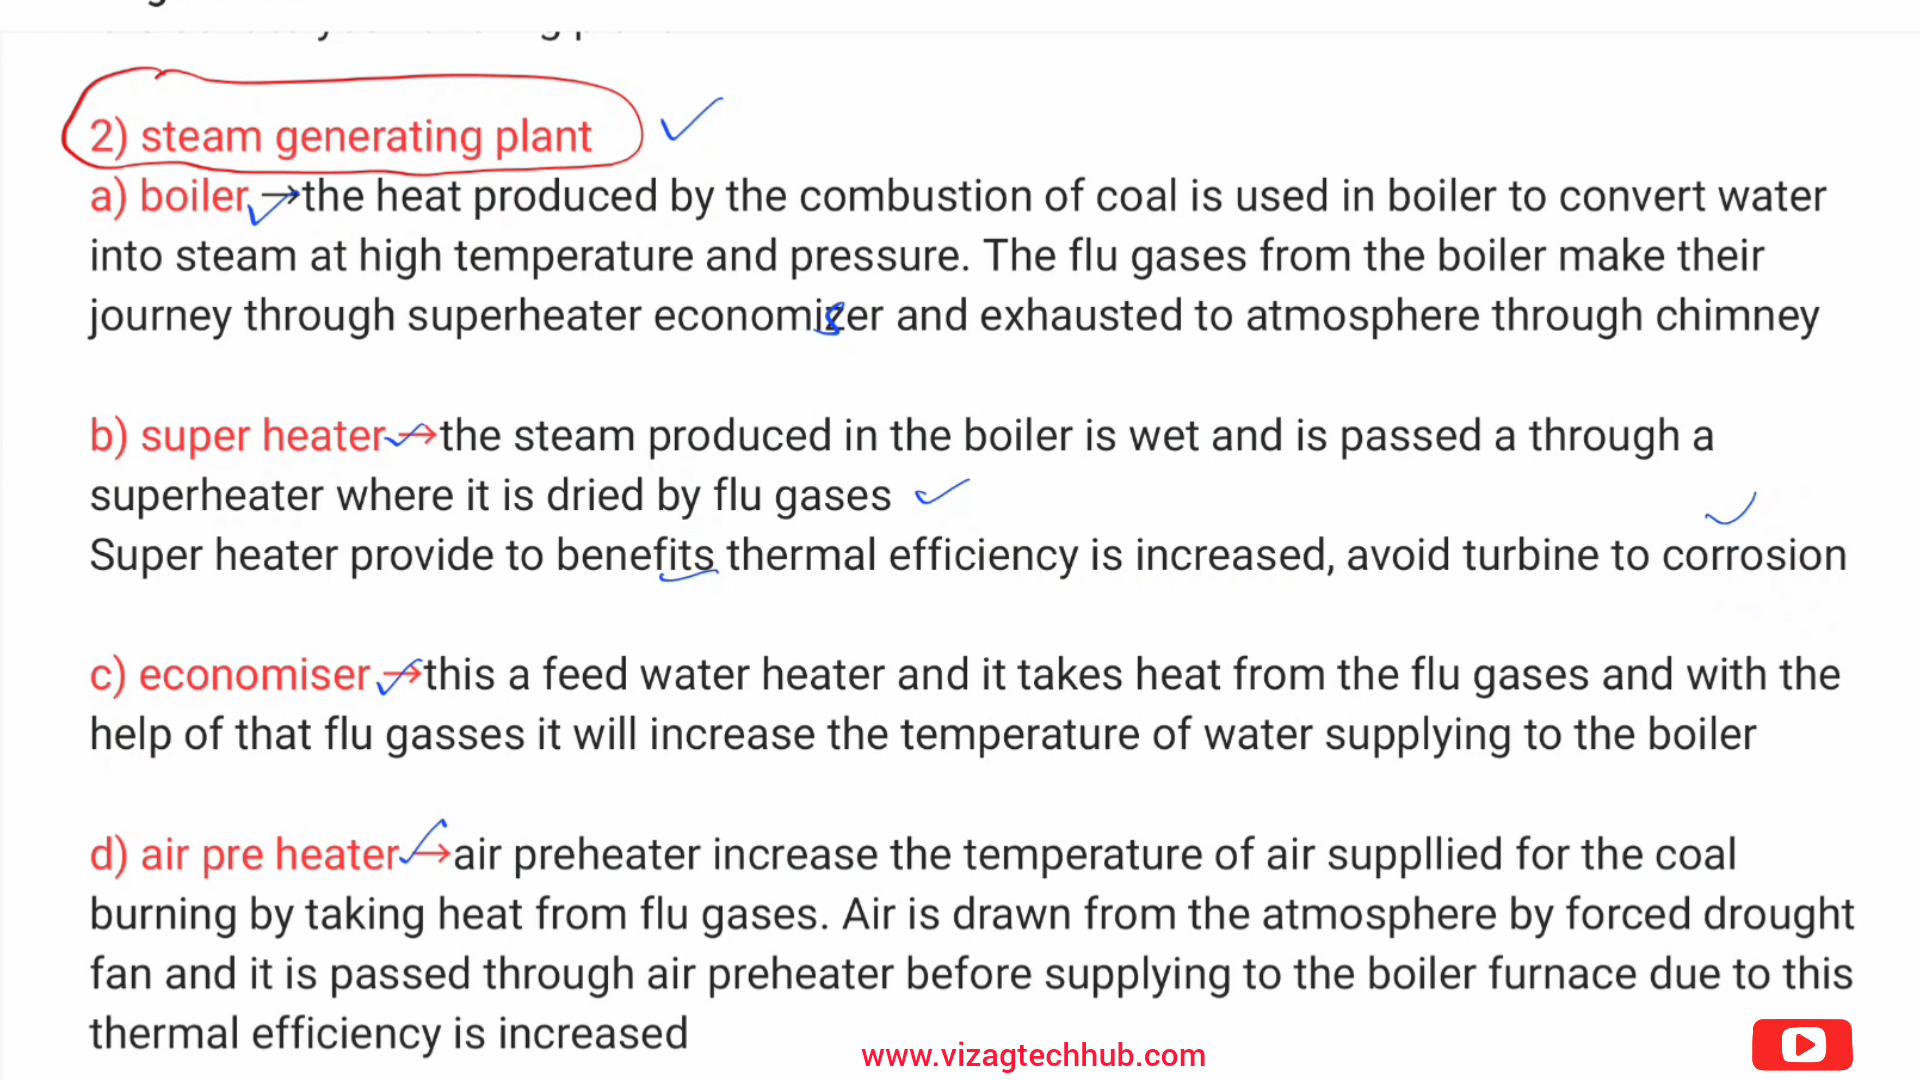 2) steam generating plant
a) boiler →the heat produced by the combustion of coal is used in boiler to convert water
into steam at high temperature and pressure. The flu gases from the boiler make their
journey through superheater economiser and exhausted to atmosphere through chimney
b) super heater→the steam produced in the boiler is wet and is passed a through a
superheater where it is dried by flu gases
Super heater provide to benefits thermal efficiency is increased, avoid turbine to corrosion
c) economiser →this a feed water heater and it takes heat from the flu gases and with the
help of that flu gasses it will increase the temperature of water supplying to the boiler
d) air pre heater →air preheater increase the temperature of air suppllied for the coal
burning by taking heat from flu gases. Air is drawn from the atmosphere by forced drought
fan and it is passed through air preheater before supplying to the boiler furnace due to this
thermal efficiency is increased
www.vizagtechhub.com